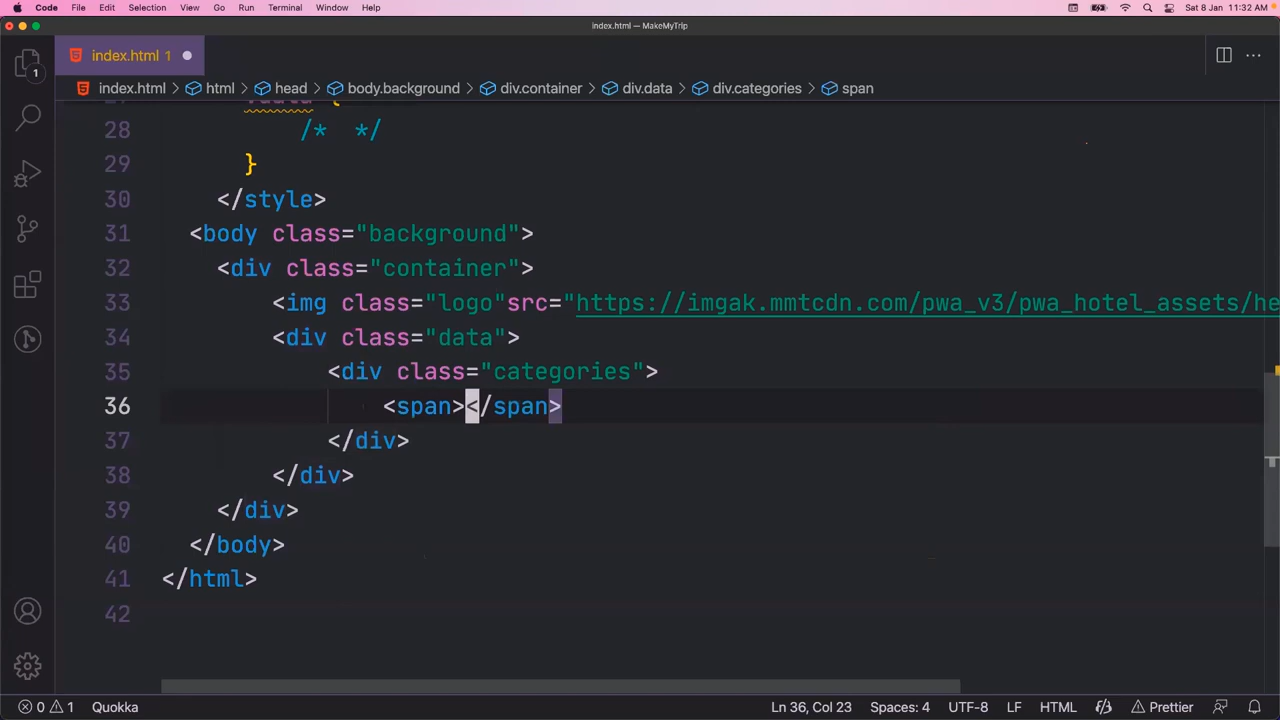 Code File Edit Selection View Go Run Terminal Window Help Sat 8 Jan 11:32 AM
index.html — MakeMyTrip
index.html 1
index.html > html > head > body.background > div.container > div.data > div.categories > span
28 /* */
29 }
30 </style>
31 <body class="background">
32 <div class="container">
33 <img class="logo"src="https://imgak.mmtcdn.com/pwa_v3/pwa_hotel_assets/he
34 <div class="data">
35 <div class="categories">
36 <span></span>
37 </div>
38 </div>
39 </div>
40 </body>
41 </html>
42
1
0 1 Quokka Ln 36, Col 23 Spaces: 4 UTF-8 LF HTML Prettier